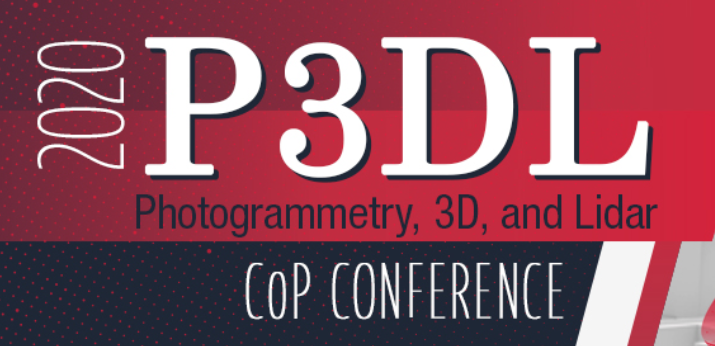 2020
P3DL
Photogrammetry, 3D, and Lidar
CoP CONFERENCE